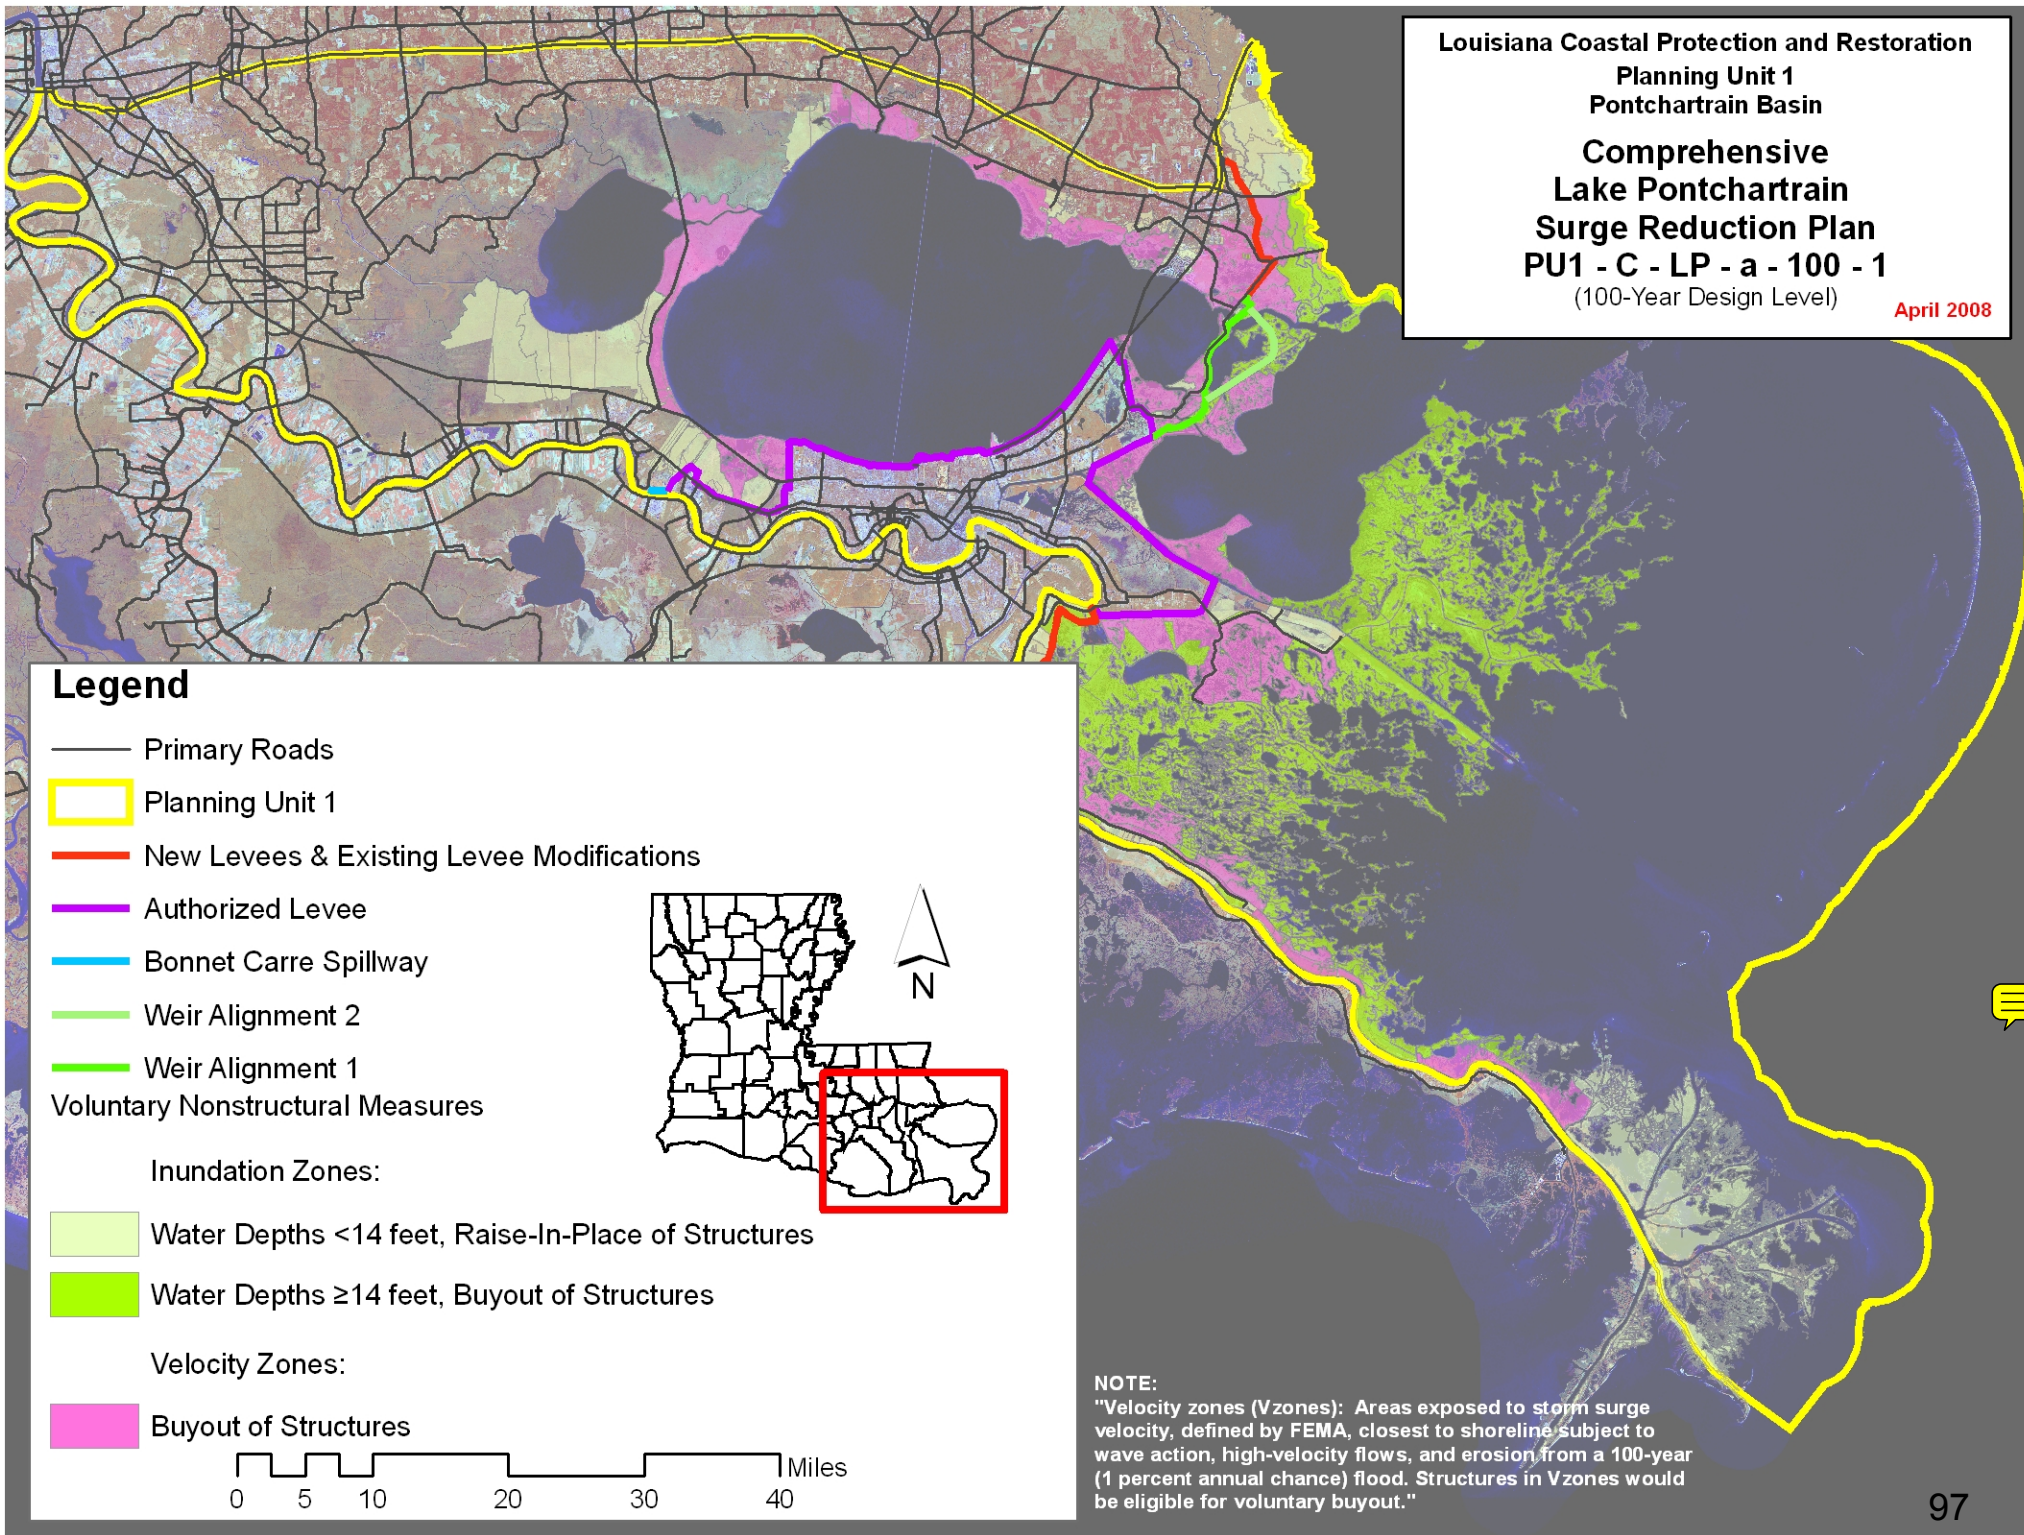 Louisiana Coastal Protection and Restoration
Planning Unit 1
Pontchartrain Basin
Comprehensive
Lake Pontchartrain
Surge Reduction Plan
PU1 - C - LP - a - 100 - 1
(100-Year Design Level)
April 2008
Legend
Primary Roads
Planning Unit 1
New Levees & Existing Levee Modifications
Authorized Levee
Bonnet Carre Spillway
Weir Alignment 2
Weir Alignment 1
Voluntary Nonstructural Measures
Inundation Zones:
Water Depths <14 feet, Raise-In-Place of Structures
Water Depths ≥14 feet, Buyout of Structures
Velocity Zones:
Buyout of Structures
N
Miles
0 5 10 20 30 40
NOTE:
"Velocity zones (Vzones): Areas exposed to storm surge
velocity, defined by FEMA, closest to shoreline subject to
wave action, high-velocity flows, and erosion from a 100-year
(1 percent annual chance) flood. Structures in Vzones would
be eligible for voluntary buyout."
97